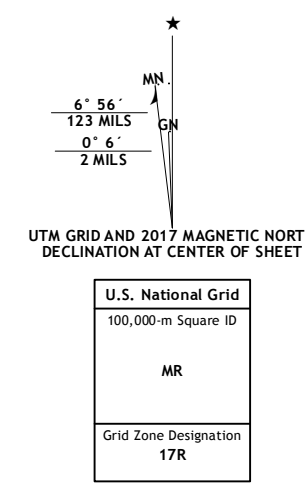 ★
MN
GN
6° 56´
123 MILS
0° 6´
2 MILS
UTM GRID AND 2017 MAGNETIC NORT
DECLINATION AT CENTER OF SHEET
U.S. National Grid
100,000-m Square ID
MR
Grid Zone Designation
17R